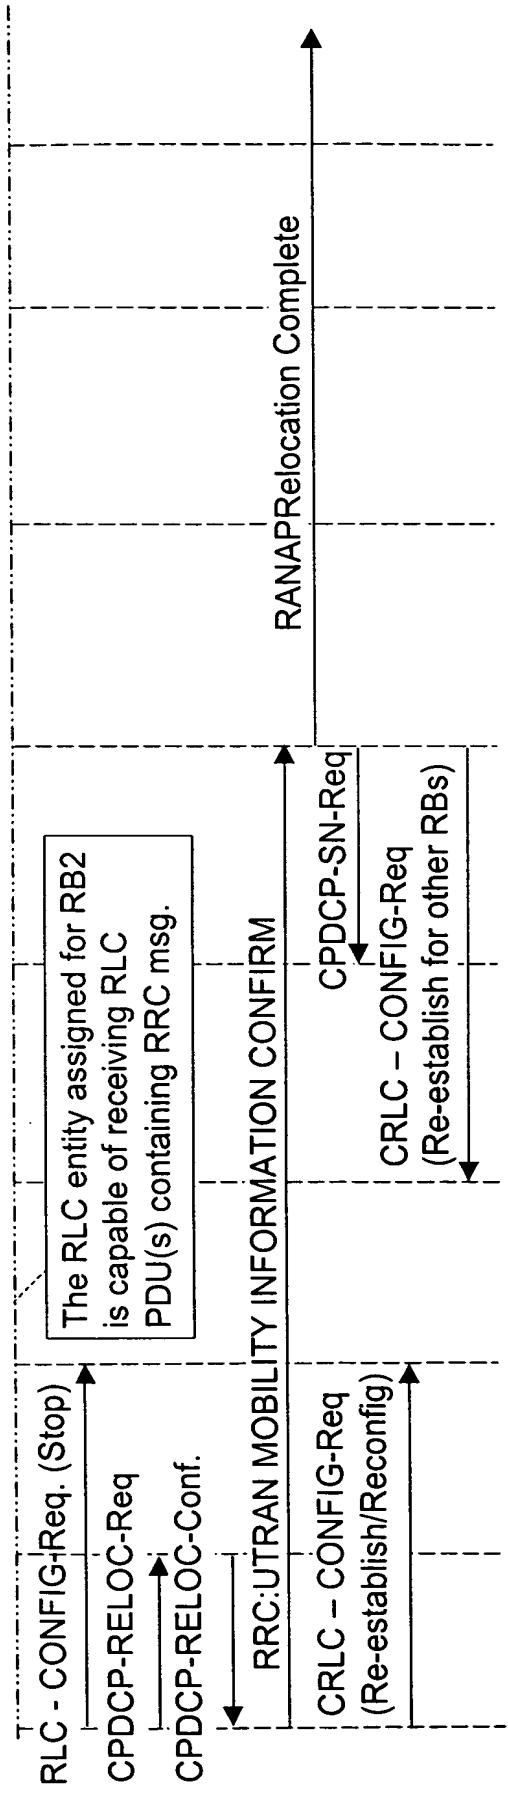 RLC - CONFIG-Req. (Stop)
The RLC entity assigned for RB2
is capable of receiving RLC
PDU(s) containing RRC msg.
CPDCP-RELOC-Req
CPDCP-RELOC-Conf.
RRC:UTRAN MOBILITY INFORMATION CONFIRM
RANAPRelocation Complete
CRLC – CONFIG-Req
(Re-establish/Reconfig)
CPDCP-SN-Req
CRLC – CONFIG-Req
(Re-establish for other RBs)